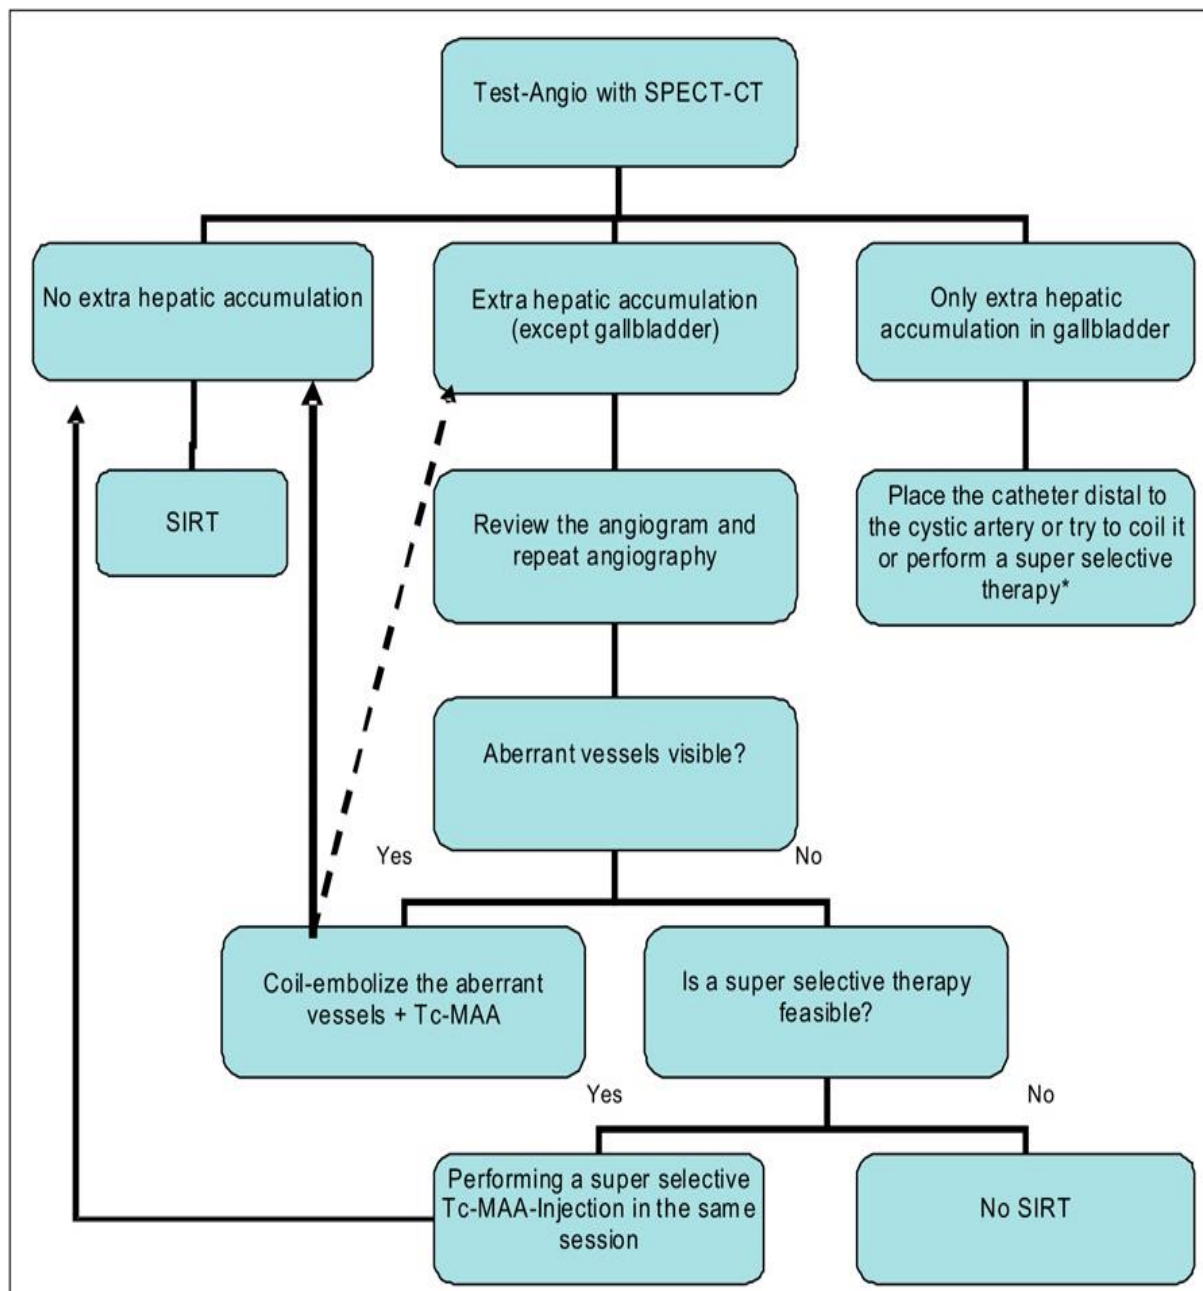 Test-Angio with SPECT-CT
No extra hepatic accumulation
Extra hepatic accumulation
(except gallbladder)
Only extra hepatic
accumulation in gallbladder
SIRT
Review the angiogram and
repeat angiography
Place the catheter distal to
the cystic artery or try to coil it
or perform a super selective
therapy*
Aberrant vessels visible?
Yes
No
Coil-embolize the aberrant
vessels + Tc-MAA
Is a super selective therapy
feasible?
Yes
No
Performing a super selective
Tc-MAA-Injection in the same
session
No SIRT